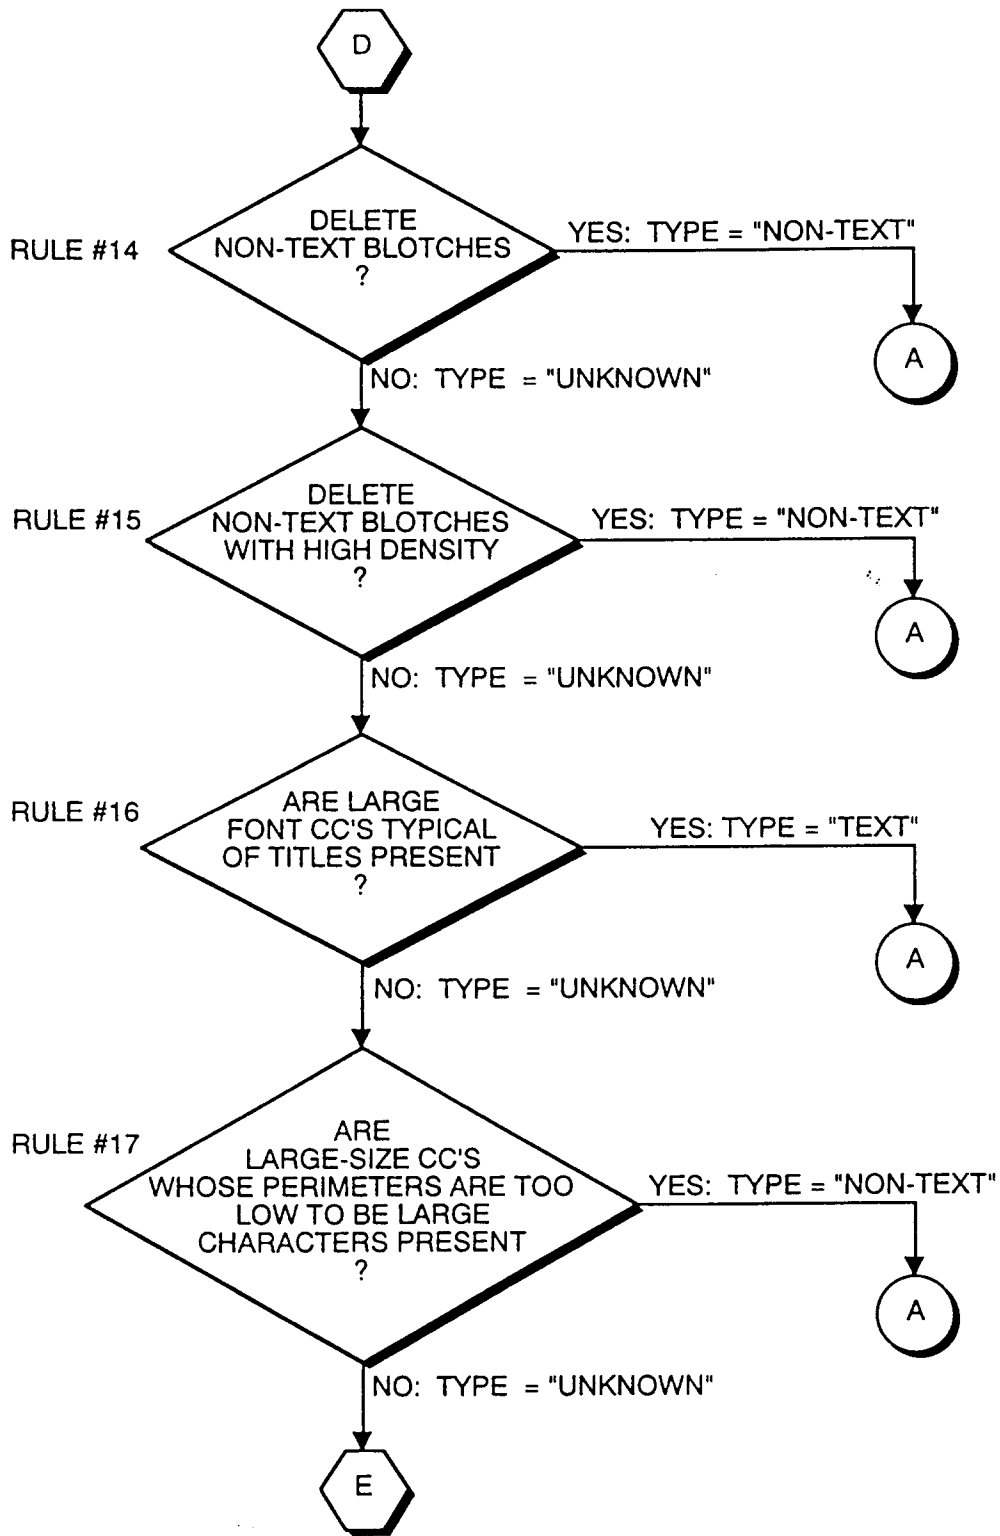 D
RULE #14
DELETE
NON-TEXT BLOTCHES
?
YES: TYPE = "NON-TEXT"
A
NO: TYPE = "UNKNOWN"
RULE #15
DELETE
NON-TEXT BLOTCHES
WITH HIGH DENSITY
?
YES: TYPE = "NON-TEXT"
A
NO: TYPE = "UNKNOWN"
RULE #16
ARE LARGE
FONT CC'S TYPICAL
OF TITLES PRESENT
?
YES: TYPE = "TEXT"
A
NO: TYPE = "UNKNOWN"
RULE #17
ARE
LARGE-SIZE CC'S
WHOSE PERIMETERS ARE TOO
LOW TO BE LARGE
CHARACTERS PRESENT
?
YES: TYPE = "NON-TEXT"
A
NO: TYPE = "UNKNOWN"
E